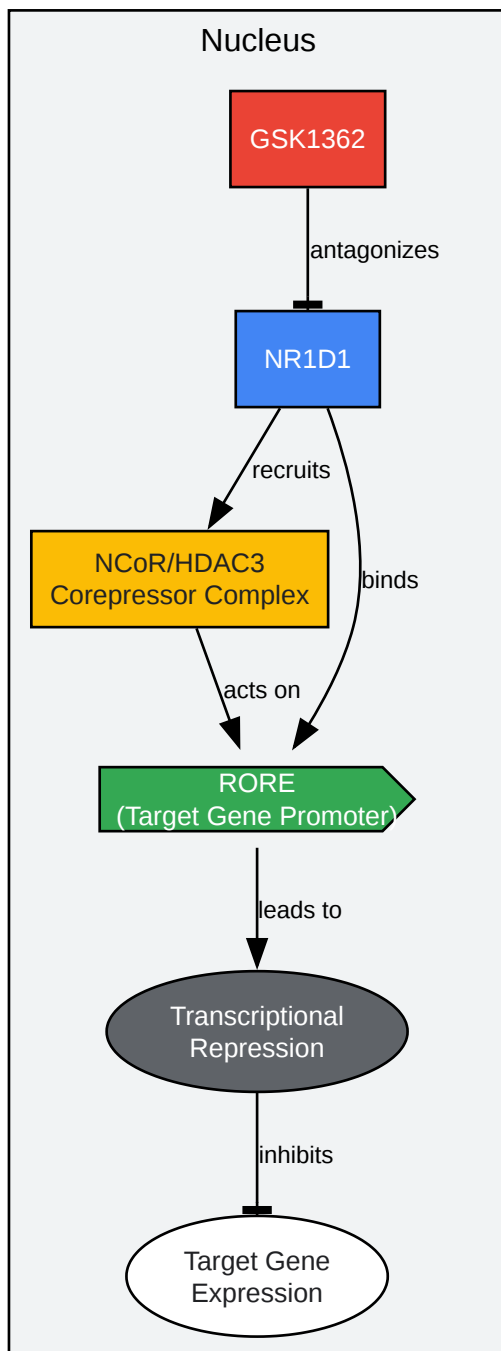 Nucleus
GSK1362
antagonizes
NR1D1
recruits
NCoR/HDAC3
Corepressor Complex
binds
acts on
RORE
(Target Gene Promoter)
leads to
Transcriptional
Repression
inhibits
Target Gene
Expression